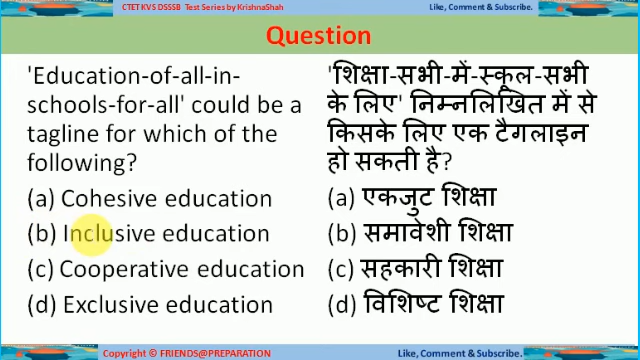 CTET KVS DSSSB Test Series by KrishnaShah
Like, Comment & Subscribe.
Question
'Education-of-all-in-
schools-for-all' could be a
tagline for which of the
following?
(a) Cohesive education
(b) Inclusive education
(c) Cooperative education
(d) Exclusive education
'शिक्षा-सभी-में-स्कूल-सभी
के लिए' निम्नलिखित में से
किसके लिए एक टैगलाइन
हो सकती है?
(a) एकजुट शिक्षा
(b) समावेशी शिक्षा
(c) सहकारी शिक्षा
(d) विशिष्ट शिक्षा
Copyright © FRIENDS@PREPARATION
Like, Comment & Subscribe.